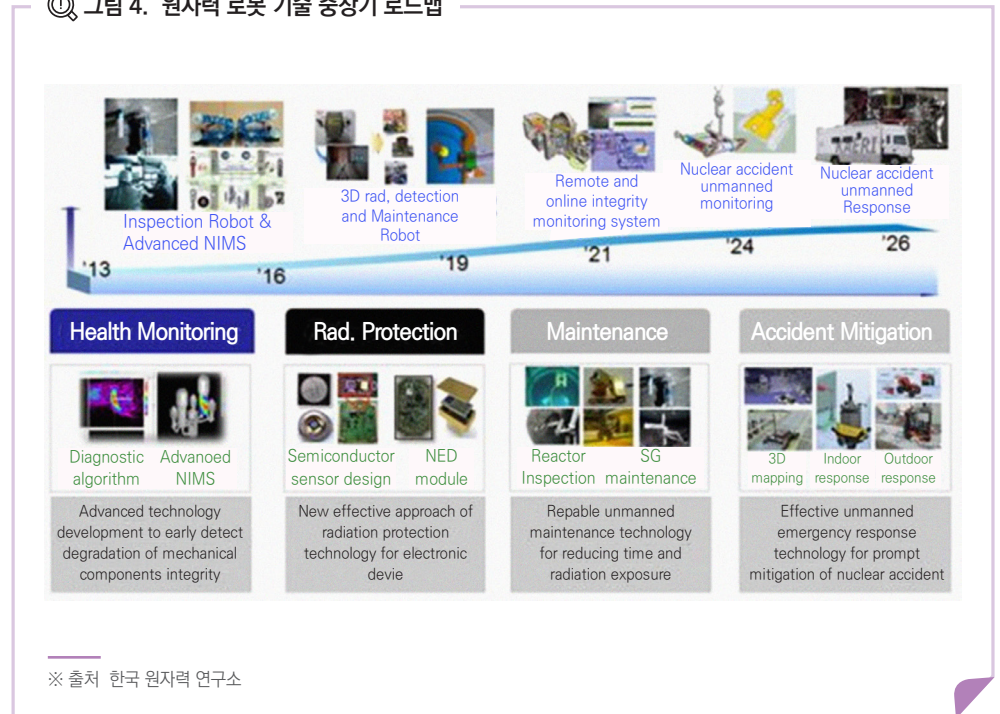 그림 4. 원자력 로봇 기술 중장기 로드맵
Inspection Robot &
Advanced NIMS
3D rad, detection
and Maintenance
Robot
Remote and
online integrity
monitoring system
Nuclear accident
unmanned
monitoring
Nuclear accident
unmanned
Response
'13
'16
'19
'21
'24
'26
Health Monitoring
Rad. Protection
Maintenance
Accident Mitigation
Diagnostic
algorithm
Advanoed
NIMS
Semiconductor
sensor design
NED
module
Reactor
Inspection
SG
maintenance
3D
mapping
Indoor
response
Outdoor
response
Advanced technology
development to early detect
degradation of mechanical
components integrity
New effective approach of
radiation protection
technology for electronic
devie
Repable unmanned
maintenance technology
for reducing time and
radiation exposure
Effective unmanned
emergency response
technology for prompt
mitigation of nuclear accident
※ 출처 한국 원자력 연구소